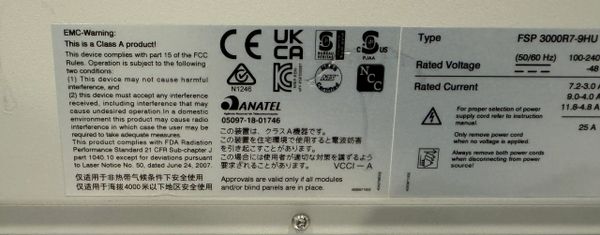 EMC-Warning:
This is a Class A product!
This device complies with part 15 of the FCC
Rules. Operation is subject to the following
two conditions:
(1) This device may not cause harmful
interference, and
(2) this device must accept any interference
received, including interference that may
cause undesired operation. In a domestic
environment this product may cause radio
interference in which case the user may be
required to take adequate measures.
This product complies with FDA Radiation
Performance Standard 21 CFR Sub-chapter J
part 1040.10 except for deviations pursuant
to Laser Notice No. 50, dated June 24, 2007.
仅适用于非热带气候条件下安全使用
仅适用于海拔4000米以下地区安全使用
CE
UK
CA
C US
PJAA
N1246
NCC
ANATEL
05097-18-01746
この装置は、クラスA機器です。
この装置を住宅環境で使用すると電波妨害
を引き起こすことがあります。
この場合には使用者が適切な対策を講ずるよう
要求されることがあります。 VCCI-A
Approvals are valid only if all modules
and/or blind panels are in place.
Type FSP 3000R7-9HU
Rated Voltage (50/60 Hz) 100-240
-48
Rated Current 7.2-3.0 A
9.0-4.0
11.8-4.8 A
25 A
For proper selection of
power supply cord refer to
instruction manual.
Only remove power cord
when no voltage is applied.
Always remove both power cords
when disconnecting from power
source!